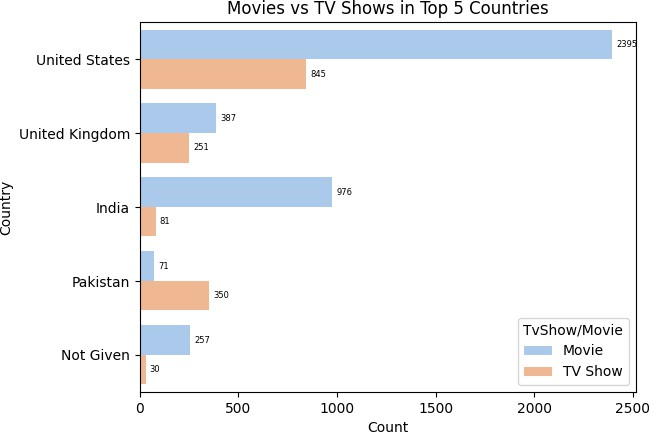 Movies vs TV Shows in Top 5 Countries
United States
2395
845
United Kingdom
387
251
India
976
81
Pakistan
71
350
Not Given
257
30
Country
TvShow/Movie
Movie
TV Show
0 500 1000 1500 2000 2500
Count